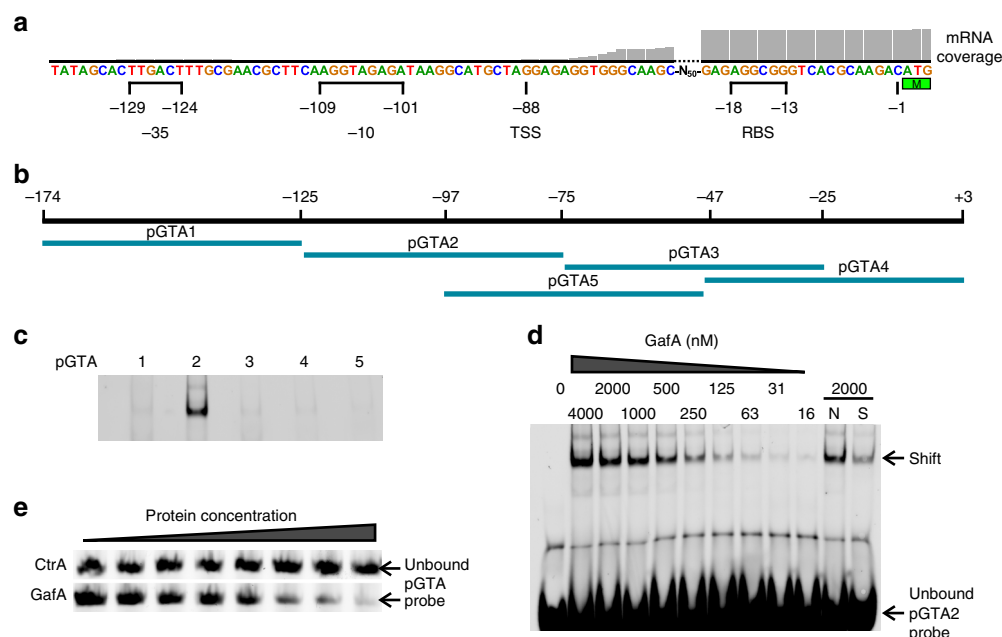 a
mRNA
coverage
TATAGCACTTGACTTTGCGAACGCTTCAAGGTAGAGATAAGGCATGCTAGGAGAGGTGGGCAAGC-N50-GAGAGGCGGGTCACGCAAGACATG
M
–129 –124 –109 –101 –88 –18 –13 –1
–35 –10 TSS RBS
b
–174 –125 –97 –75 –47 –25 +3
pGTA1
pGTA2
pGTA3
pGTA4
pGTA5
c
pGTA 1 2 3 4 5
d
GafA (nM)
0 2000 500 125 31 2000
4000 1000 250 63 16 N S
Shift
Unbound
pGTA2
probe
e
Protein concentration
CtrA
GafA
Unbound
pGTA
probe